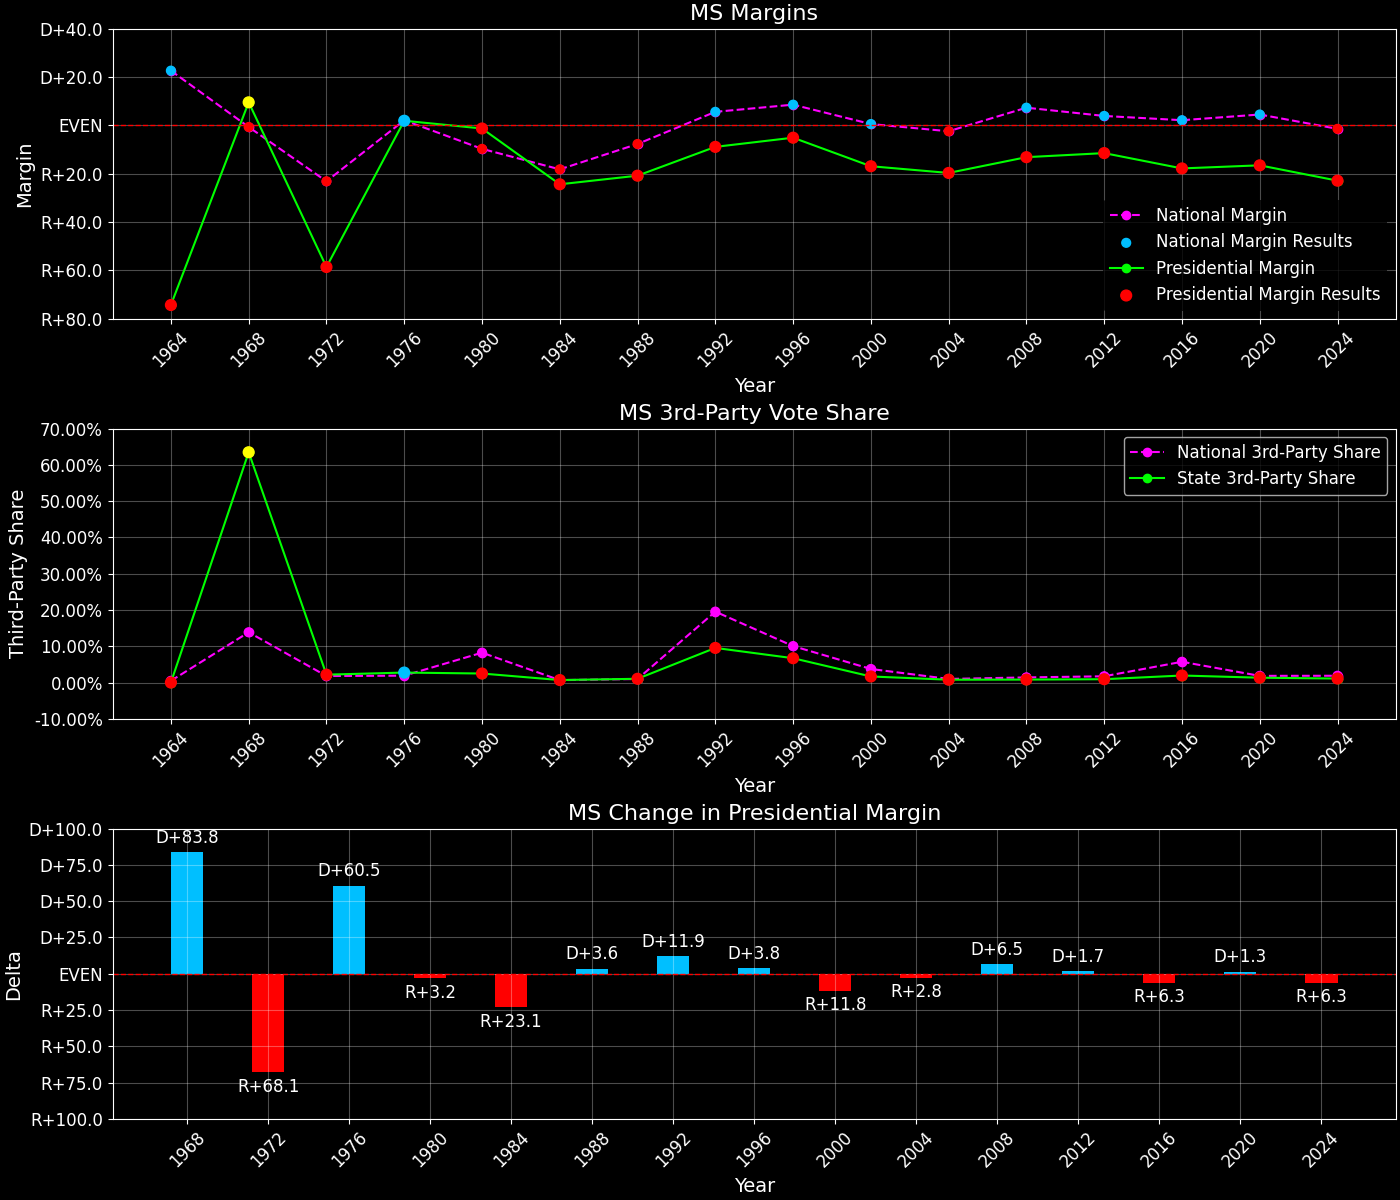 MS Margins
D+40.0
D+20.0
EVEN
R+20.0
R+40.0
R+60.0
R+80.0
Margin
National Margin
National Margin Results
Presidential Margin
Presidential Margin Results
1964 1968 1972 1976 1980 1984 1988 1992 1996 2000 2004 2008 2012 2016 2020 2024
Year
MS 3rd-Party Vote Share
70.00%
60.00%
50.00%
40.00%
30.00%
20.00%
10.00%
0.00%
-10.00%
Third-Party Share
National 3rd-Party Share
State 3rd-Party Share
1964 1968 1972 1976 1980 1984 1988 1992 1996 2000 2004 2008 2012 2016 2020 2024
Year
MS Change in Presidential Margin
D+100.0
D+75.0
D+50.0
D+25.0
EVEN
R+25.0
R+50.0
R+75.0
R+100.0
Delta
D+83.8
R+68.1
D+60.5
R+3.2
R+23.1
D+3.6
D+11.9
D+3.8
R+11.8
R+2.8
D+6.5
D+1.7
R+6.3
D+1.3
R+6.3
1968 1972 1976 1980 1984 1988 1992 1996 2000 2004 2008 2012 2016 2020 2024
Year